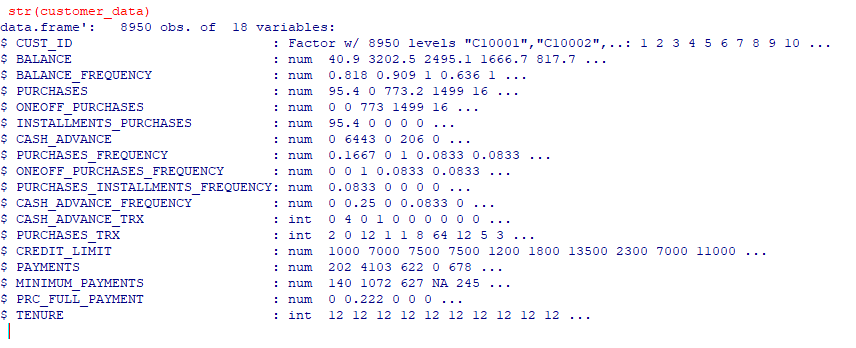 str(customer_data)
data.frame':   8950 obs. of  18 variables:
$ CUST_ID                         : Factor w/ 8950 levels "C10001","C10002",..: 1 2 3 4 5 6 7 8 9 10 ...
$ BALANCE                         : num  40.9 3202.5 2495.1 1666.7 817.7 ...
$ BALANCE_FREQUENCY               : num  0.818 0.909 1 0.636 1 ...
$ PURCHASES                       : num  95.4 0 773.2 1499 16 ...
$ ONEOFF_PURCHASES                : num  0 0 773 1499 16 ...
$ INSTALLMENTS_PURCHASES          : num  95.4 0 0 0 0 ...
$ CASH_ADVANCE                    : num  0 6443 0 206 0 ...
$ PURCHASES_FREQUENCY             : num  0.1667 0 1 0.0833 0.0833 ...
$ ONEOFF_PURCHASES_FREQUENCY      : num  0 0 1 0.0833 0.0833 ...
$ PURCHASES_INSTALLMENTS_FREQUENCY: num  0.0833 0 0 0 0 ...
$ CASH_ADVANCE_FREQUENCY          : num  0 0.25 0 0.0833 0 ...
$ CASH_ADVANCE_TRX                : int  0 4 0 1 0 0 0 0 0 0 ...
$ PURCHASES_TRX                   : int  2 0 12 1 1 8 64 12 5 3 ...
$ CREDIT_LIMIT                    : num  1000 7000 7500 7500 1200 1800 13500 2300 7000 11000 ...
$ PAYMENTS                        : num  202 4103 622 0 678 ...
$ MINIMUM_PAYMENTS                : num  140 1072 627 NA 245 ...
$ PRC_FULL_PAYMENT                : num  0 0.222 0 0 0 ...
$ TENURE                          : int  12 12 12 12 12 12 12 12 12 12 ...